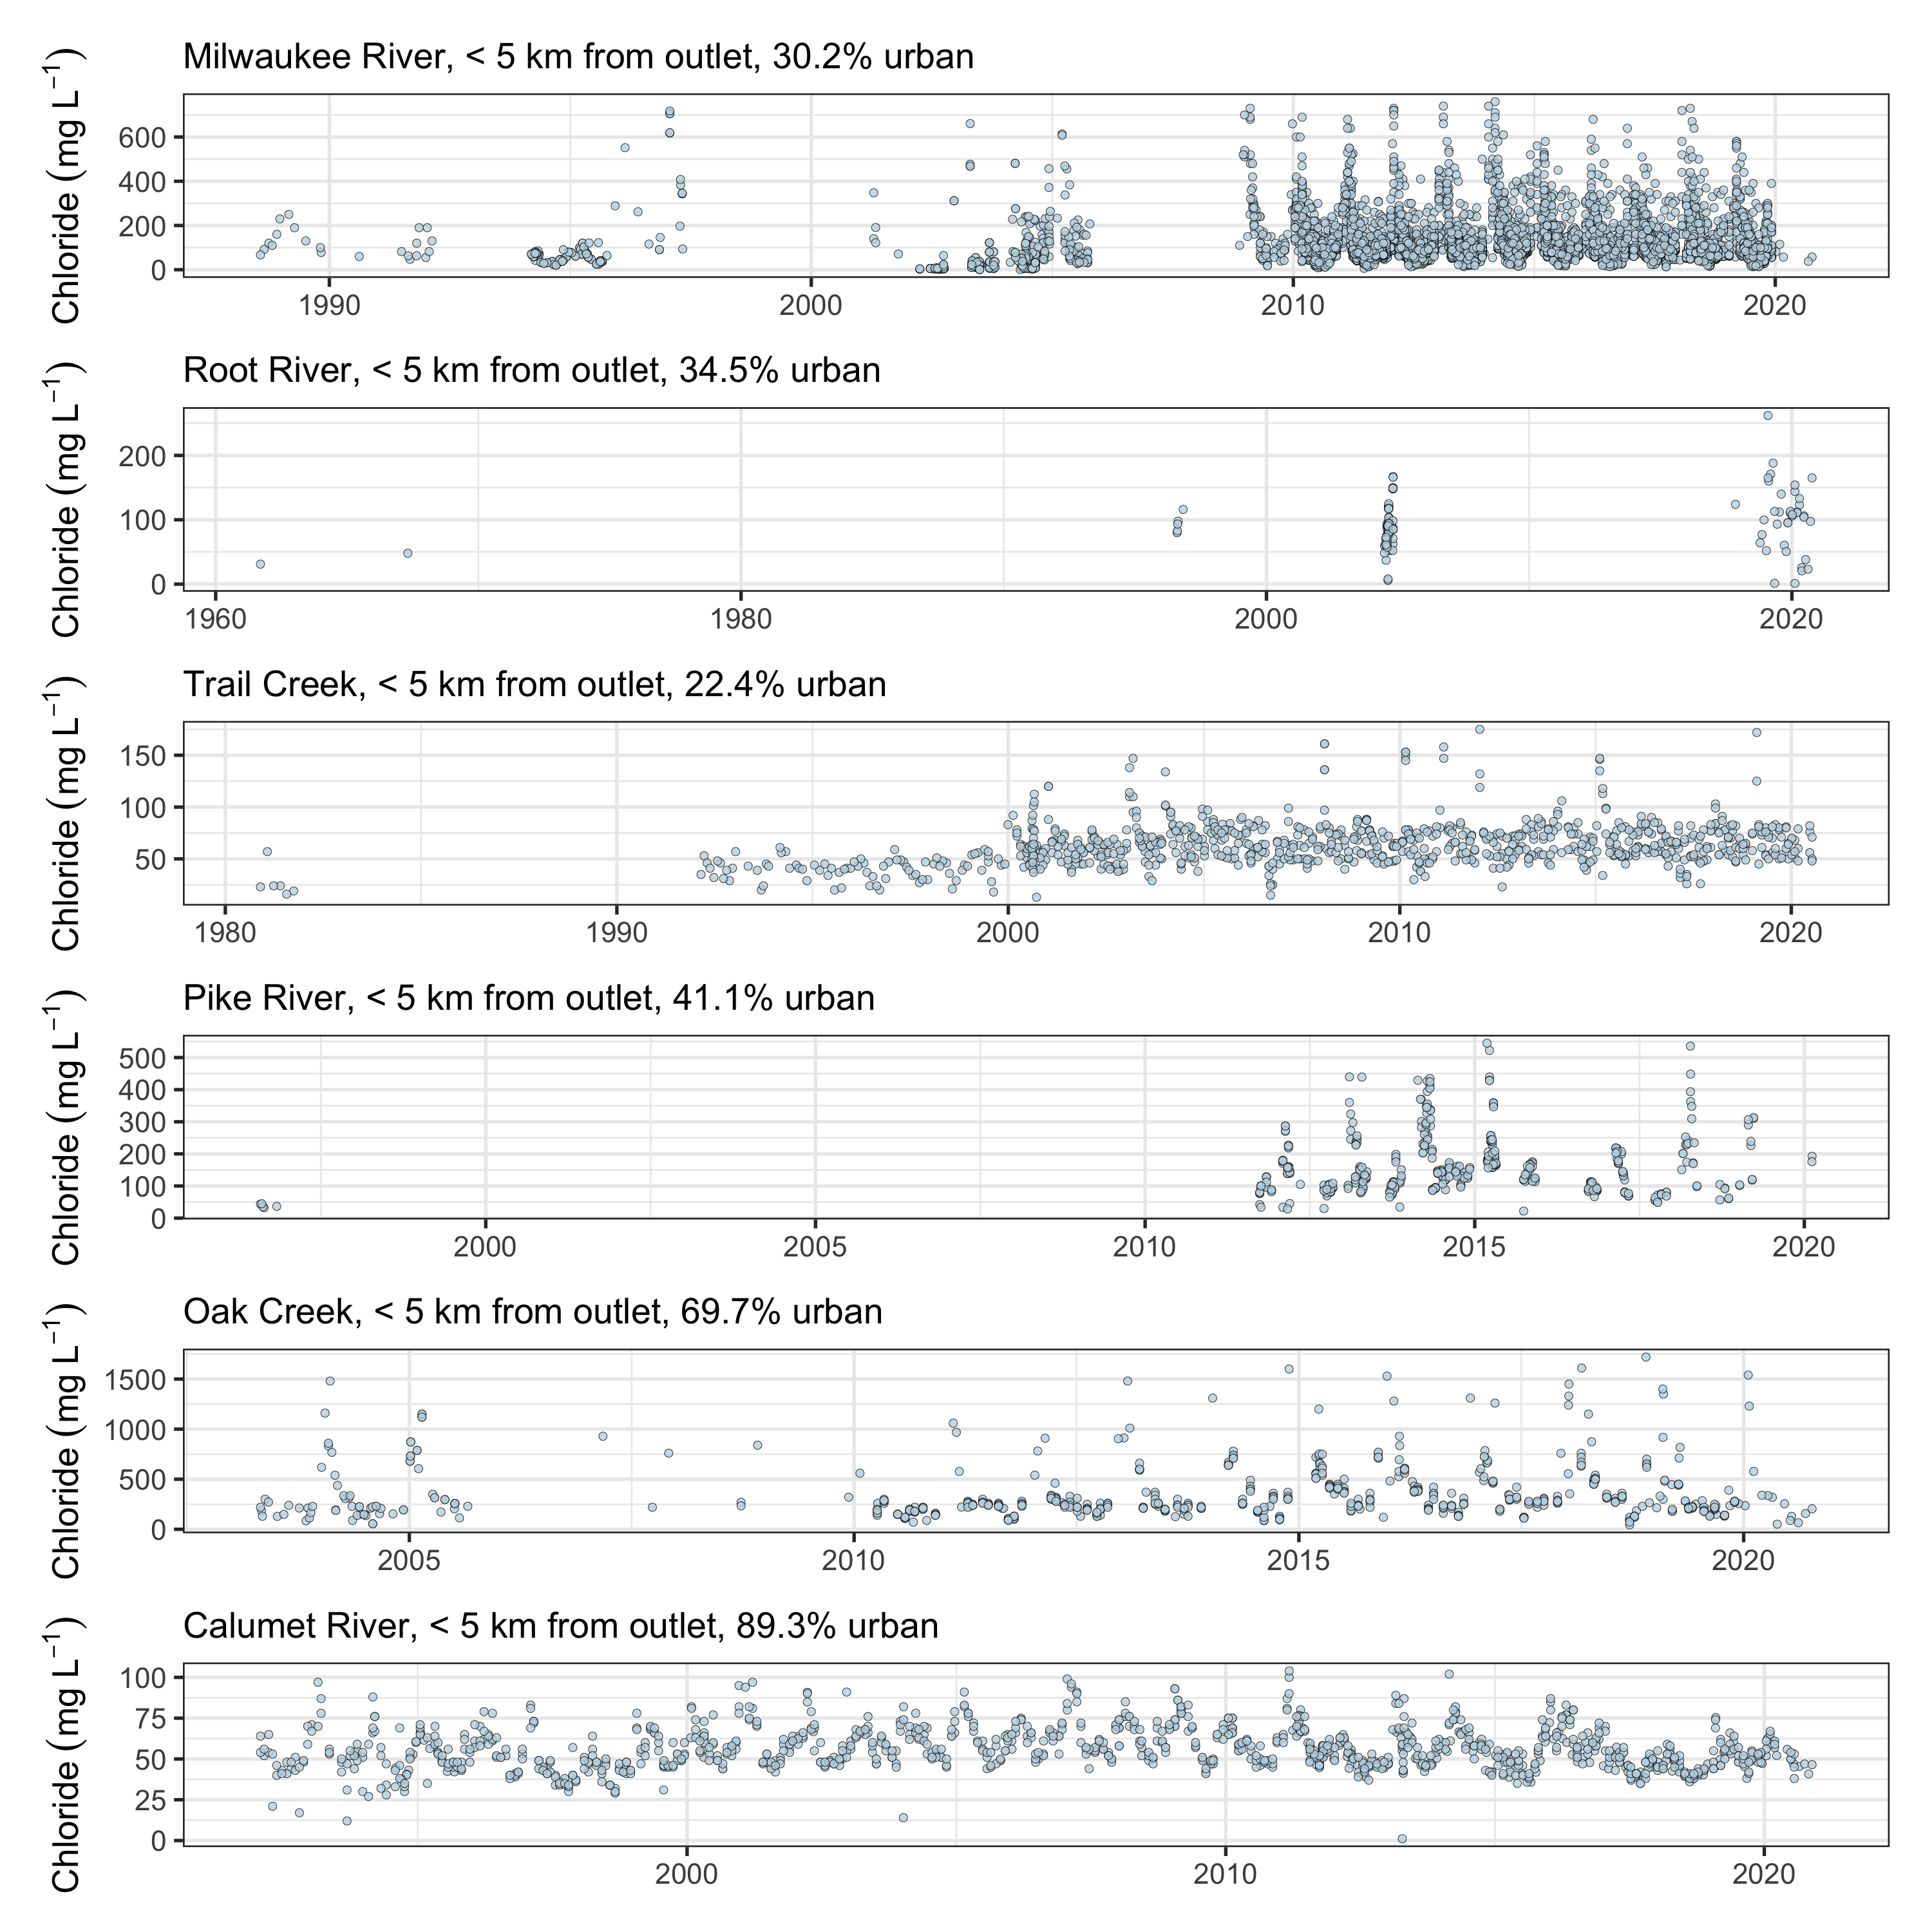 Milwaukee River, < 5 km from outlet, 30.2% urban
Chloride (mg L⁻¹)
600
400
200
0
1990 2000 2010 2020
Root River, < 5 km from outlet, 34.5% urban
Chloride (mg L⁻¹)
200
100
0
1960 1980 2000 2020
Trail Creek, < 5 km from outlet, 22.4% urban
Chloride (mg L⁻¹)
150
100
50
1980 1990 2000 2010 2020
Pike River, < 5 km from outlet, 41.1% urban
Chloride (mg L⁻¹)
500
400
300
200
100
0
2000 2005 2010 2015 2020
Oak Creek, < 5 km from outlet, 69.7% urban
Chloride (mg L⁻¹)
1500
1000
500
0
2005 2010 2015 2020
Calumet River, < 5 km from outlet, 89.3% urban
Chloride (mg L⁻¹)
100
75
50
25
0
2000 2010 2020